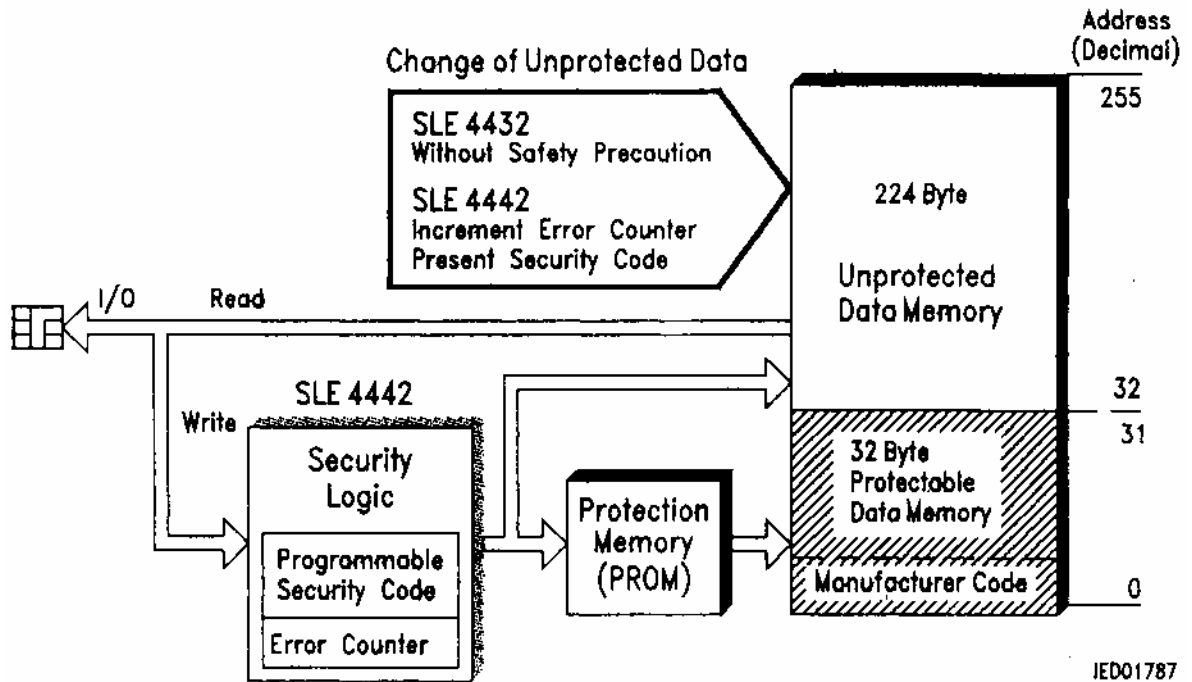 Address
(Decimal)
Change of Unprotected Data
255
SLE 4432
Without Safety Precaution
SLE 4442
Increment Error Counter
Present Security Code
224 Byte
Unprotected
Data Memory
I/O
Read
32
31
SLE 4442
Write
Security
Logic
Programmable
Security Code
Error Counter
Protection
Memory
(PROM)
32 Byte
Protectable
Data Memory
Manufacturer Code
0
IED01787